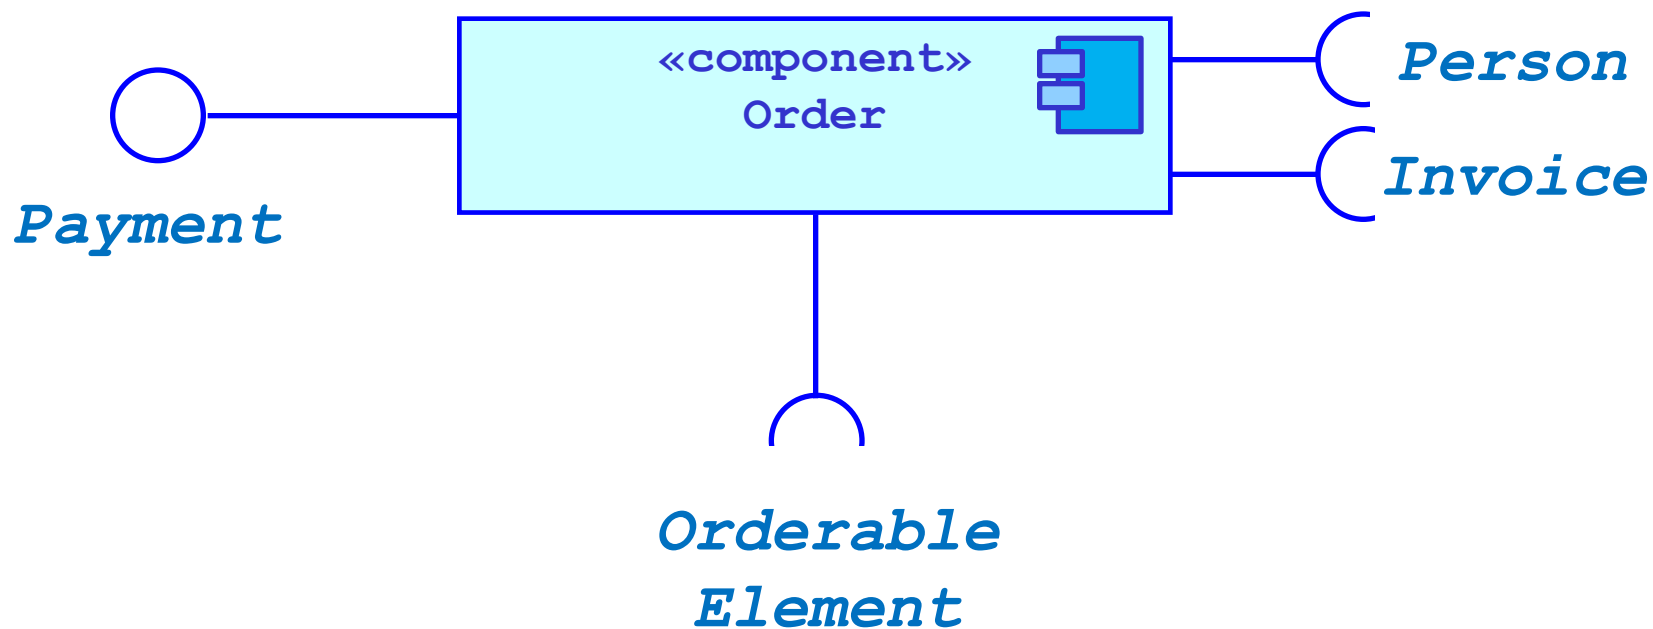 «component»
Order
Person
Invoice
Payment
Orderable
Element